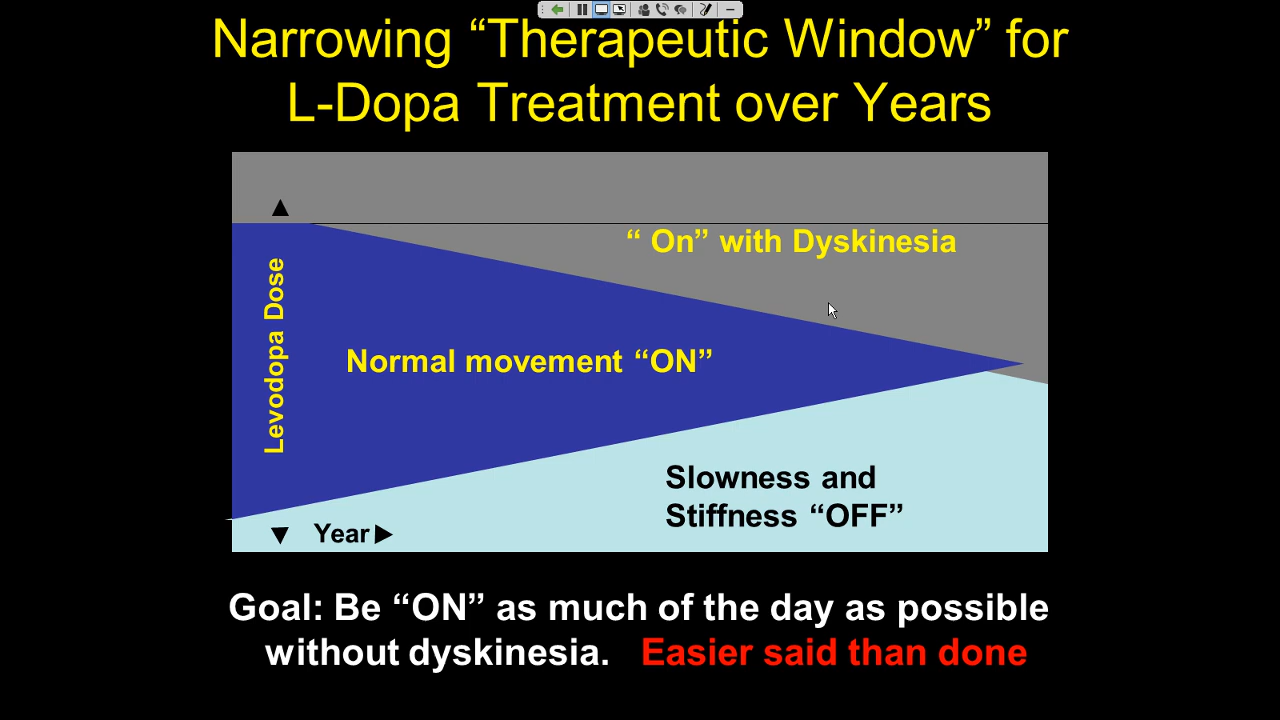 Narrowing “Therapeutic Window” for
L-Dopa Treatment over Years
“ On” with Dyskinesia
Levodopa Dose
Normal movement “ON”
Slowness and
Stiffness “OFF”
Year
Goal: Be “ON” as much of the day as possible
without dyskinesia. Easier said than done